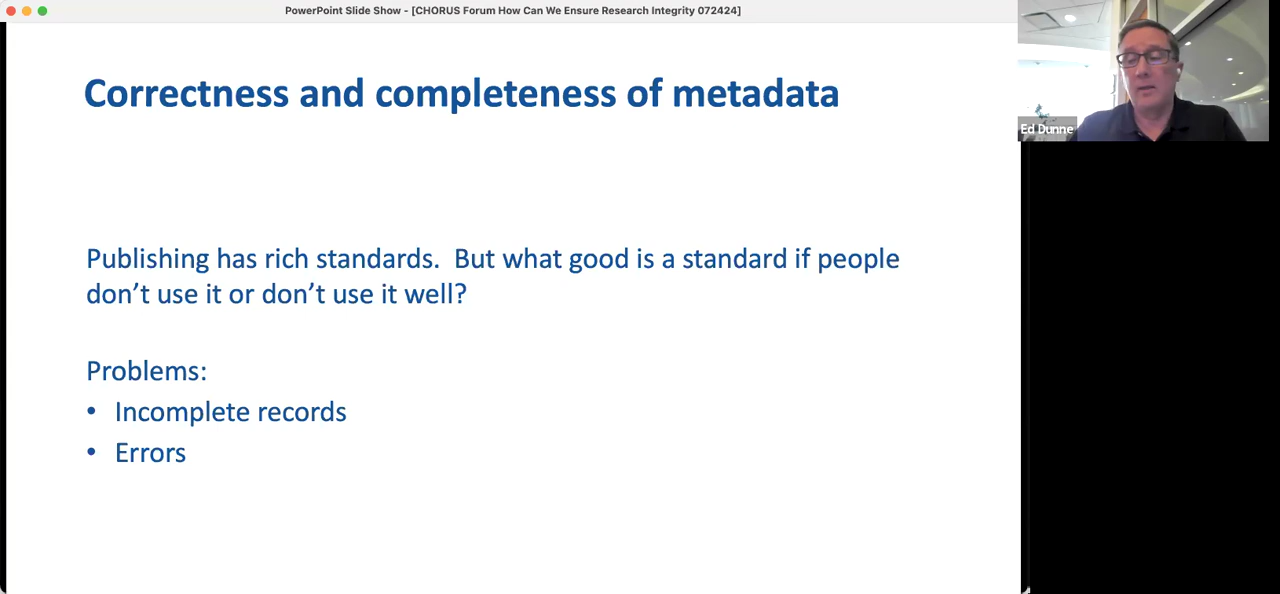 PowerPoint Slide Show - [CHORUS Forum How Can We Ensure Research Integrity 072424]
Correctness and completeness of metadata
Ed Dunne
Publishing has rich standards.  But what good is a standard if people
don’t use it or don’t use it well?
Problems:
• Incomplete records
• Errors